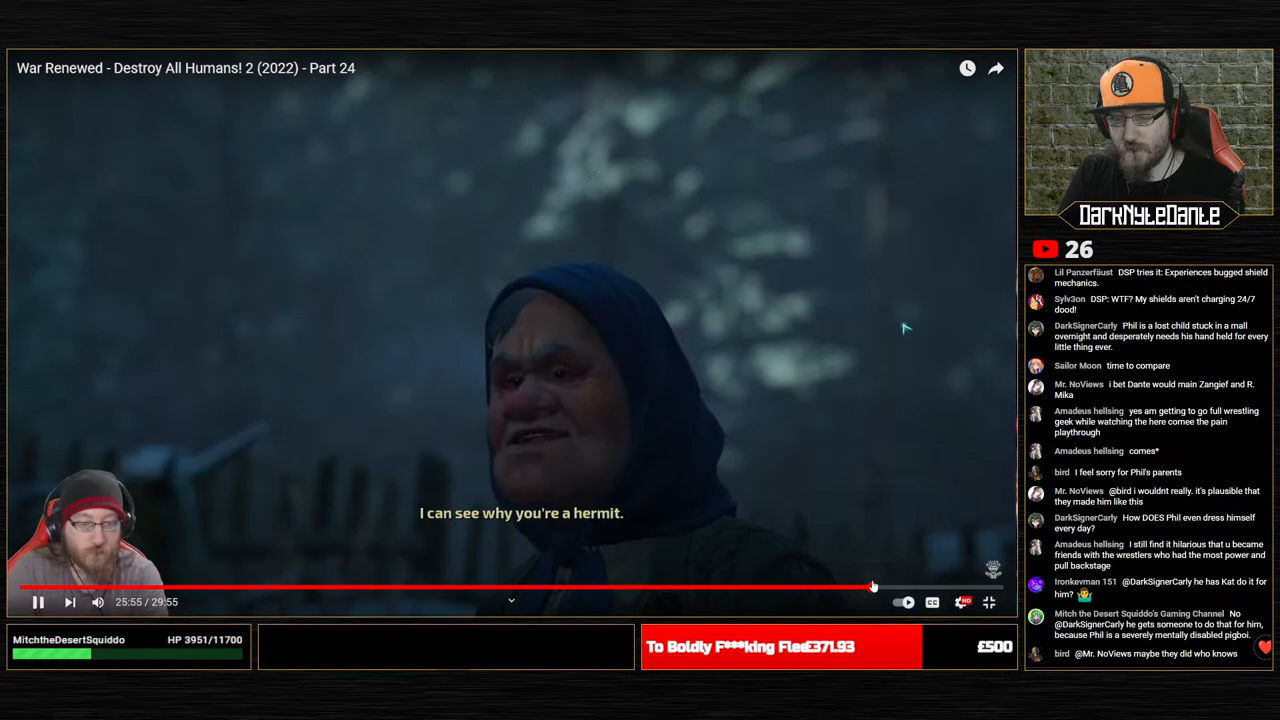 War Renewed - Destroy All Humans! 2 (2022) - Part 24
I can see why you're a hermit.
25:55 / 29:55
CC
HD
MitchtheDesertSquiddo
HP 3951/11700
To Boldly F***king Flee
£371.93
£500
DarkNyteDante
26
Lil Panzerfäust DSP tries it: Experiences bugged shield
mechanics.
Sylv3on DSP: WTF? My shields aren't charging 24/7
dood!
DarkSignerCarly Phil is a lost child stuck in a mall
overnight and desperately needs his hand held for every
little thing ever.
Sailor Moon time to compare
Mr. NoViews i bet Dante would main Zangief and R.
Mika
Amadeus hellsing yes am getting to go full wrestling
geek while watching the here comee the pain
playthrough
Amadeus hellsing comes*
bird I feel sorry for Phil's parents
Mr. NoViews @bird i wouldnt really. it's plausible that
they made him like this
DarkSignerCarly How DOES Phil even dress himself
every day?
Amadeus hellsing I still find it hilarious that u became
friends with the wrestlers who had the most power and
pull backstage
Ironkevman 151 @DarkSignerCarly he has Kat do it for
him?
Mitch the Desert Squiddo's Gaming Channel No
@DarkSignerCarly he gets someone to do that for him,
because Phil is a severely mentally disabled pigboi.
bird @Mr. NoViews maybe they did who knows